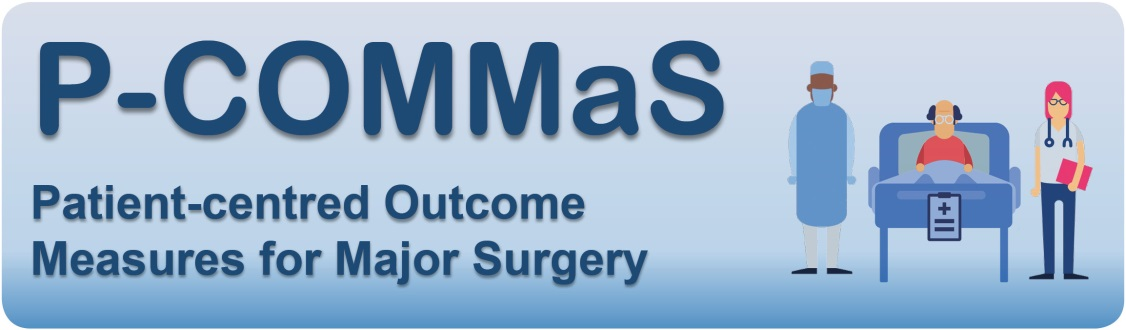 P-COMMaS
Patient-centred Outcome
Measures for Major Surgery